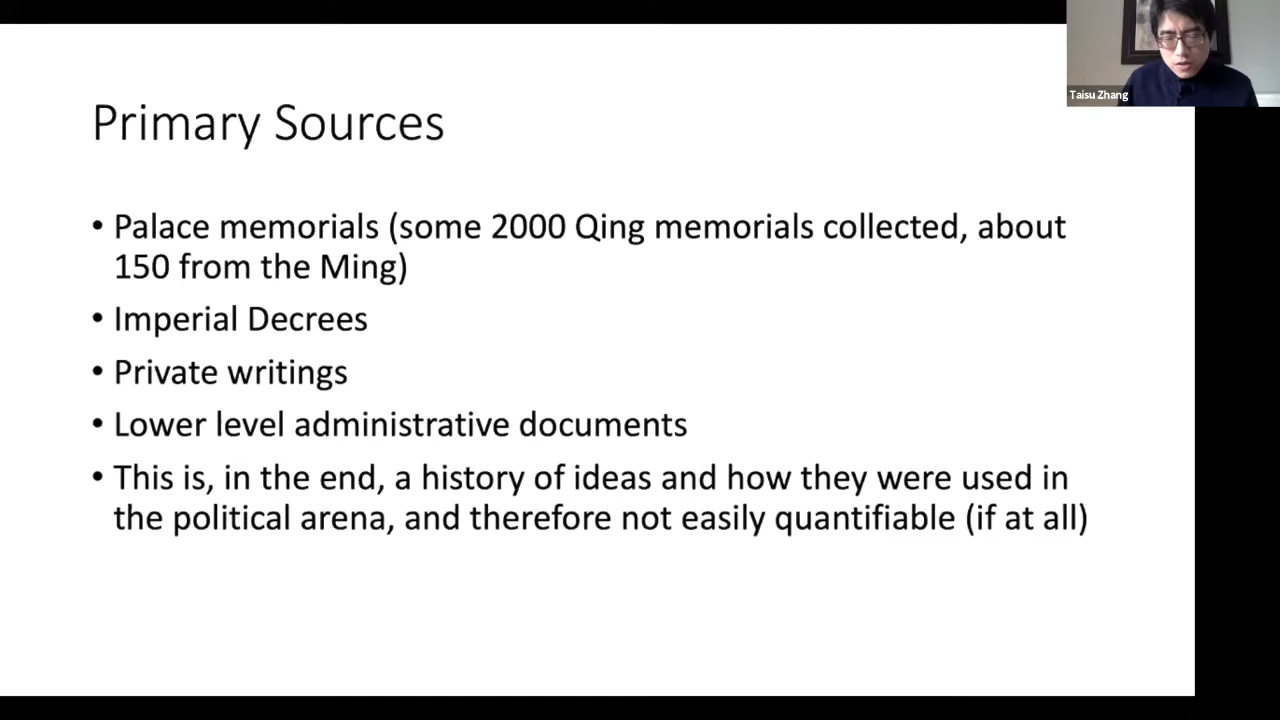 Taisu Zhang
Primary Sources
• Palace memorials (some 2000 Qing memorials collected, about
150 from the Ming)
• Imperial Decrees
• Private writings
• Lower level administrative documents
• This is, in the end, a history of ideas and how they were used in
the political arena, and therefore not easily quantifiable (if at all)